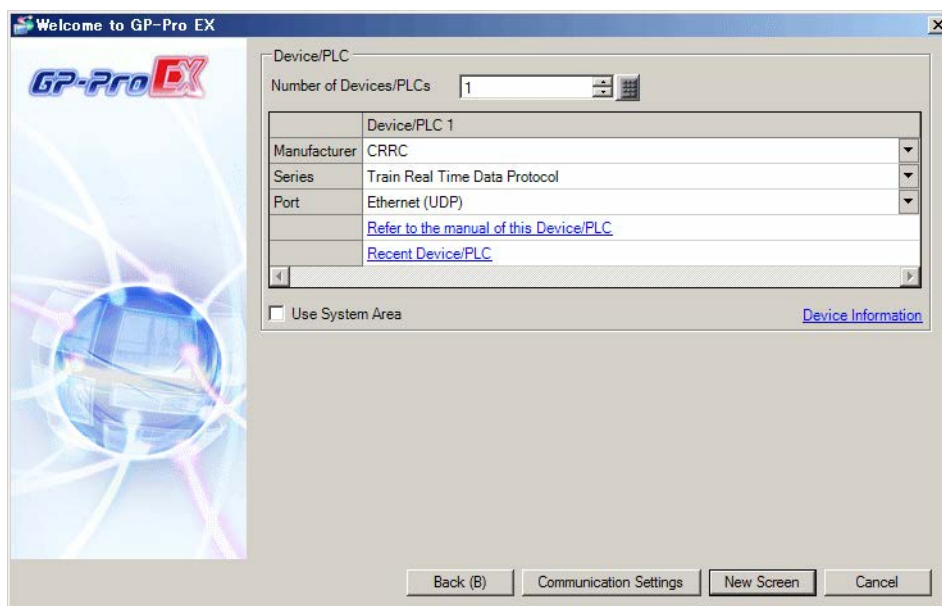 Welcome to GP-Pro EX
GP-Pro EX
Device/PLC
Number of Devices/PLCs 1
Device/PLC 1
Manufacturer CRRC
Series Train Real Time Data Protocol
Port Ethernet (UDP)
Refer to the manual of this Device/PLC
Recent Device/PLC
Use System Area Device Information
Back (B) Communication Settings New Screen Cancel